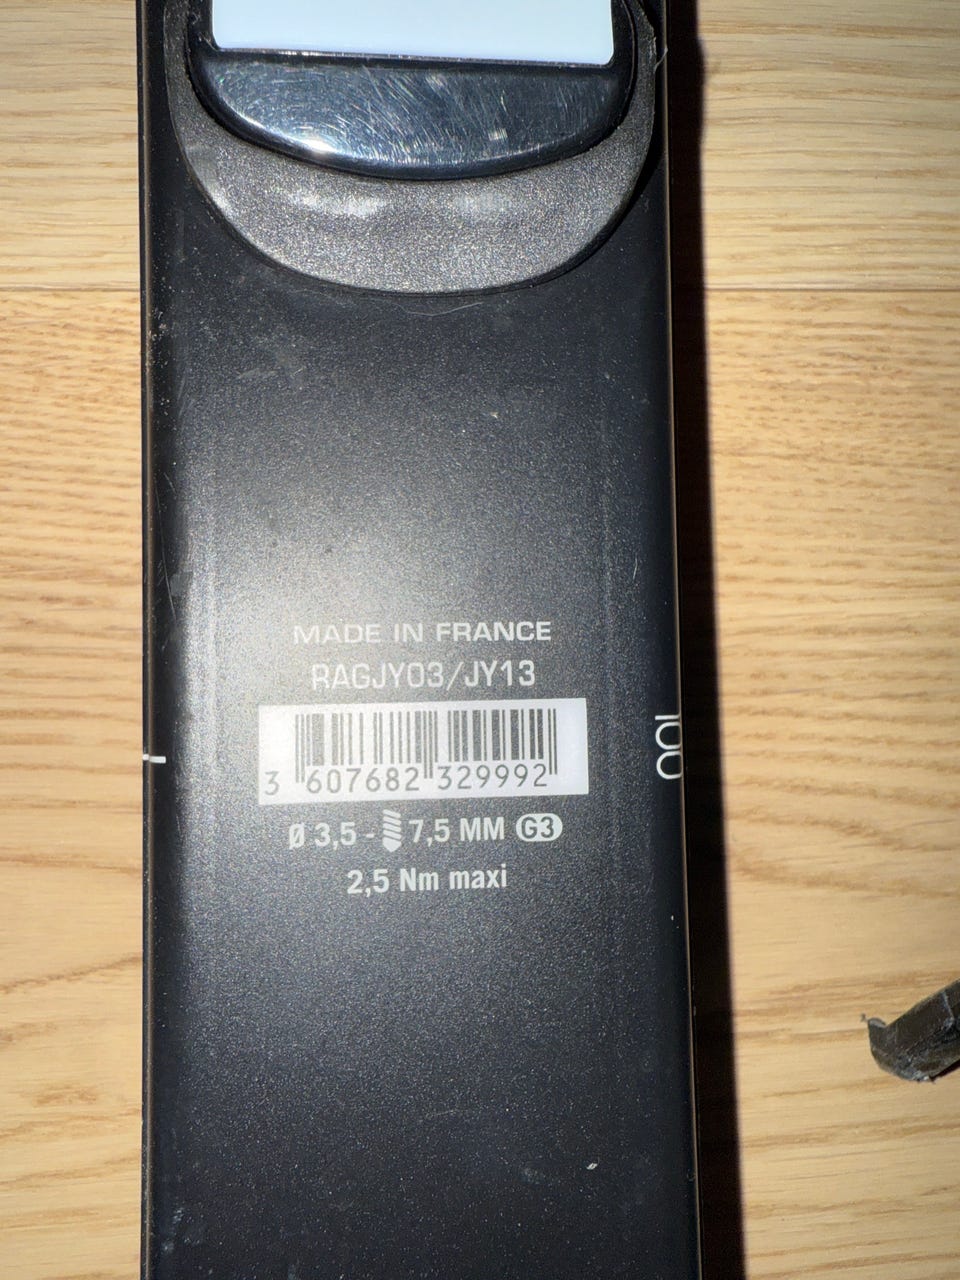 MADE IN FRANCE
RAGJY03/JY13
3 607682 329992
Ø 3,5 - 7,5 MM G3
2,5 Nm maxi
100